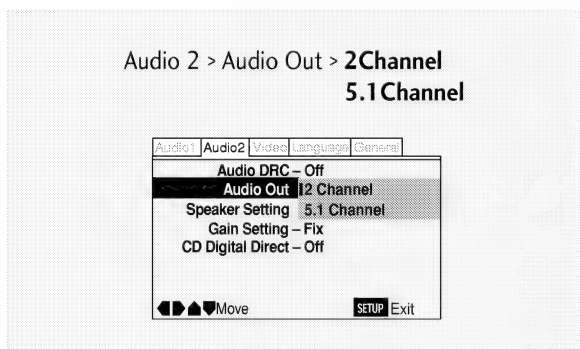 Audio 2 > Audio Out > 2Channel
5.1Channel
Audio1 Audio2 Video Language General
Audio DRC – Off
Audio Out 2 Channel
Speaker Setting 5.1 Channel
Gain Setting – Fix
CD Digital Direct – Off
Move SETUP Exit